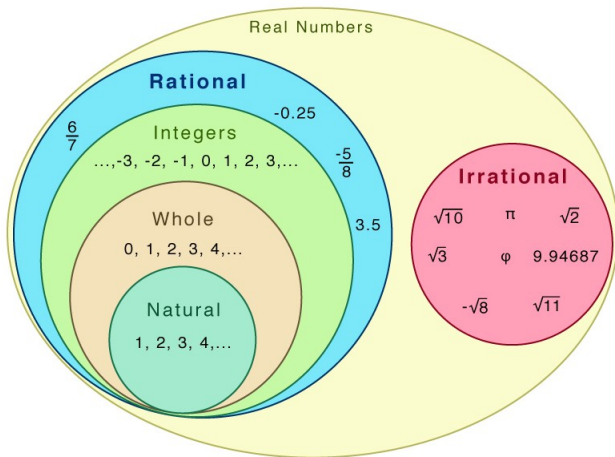 Real Numbers
Rational
6/7
-0.25
-5/8
3.5
Integers
...,-3, -2, -1, 0, 1, 2, 3,...
Whole
0, 1, 2, 3, 4,...
Natural
1, 2, 3, 4,...
Irrational
√10 π √2
√3 φ 9.94687
-√8 √11